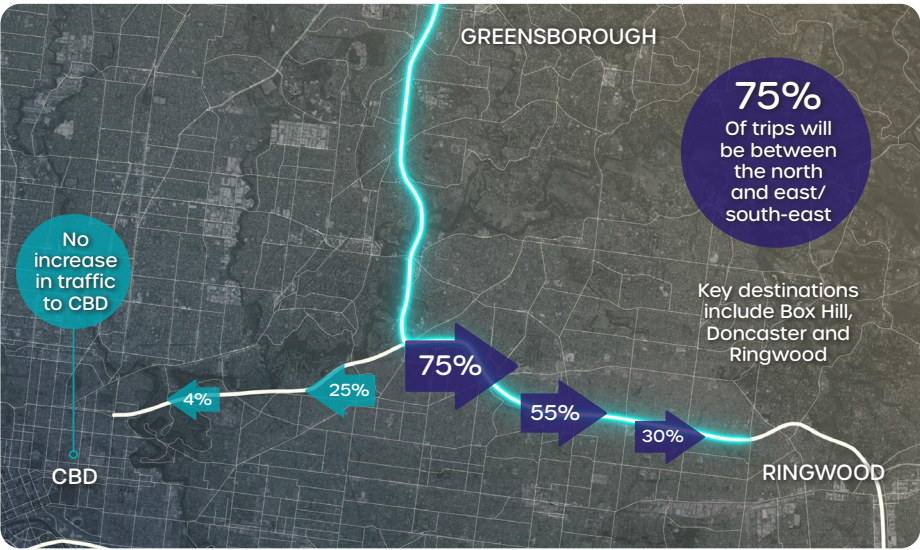 GREENSBOROUGH
75%
Of trips will
be between
the north
and east/
south-east
No
increase
in traffic
to CBD
Key destinations
include Box Hill,
Doncaster and
Ringwood
75%
25%
4%
55%
30%
CBD
RINGWOOD